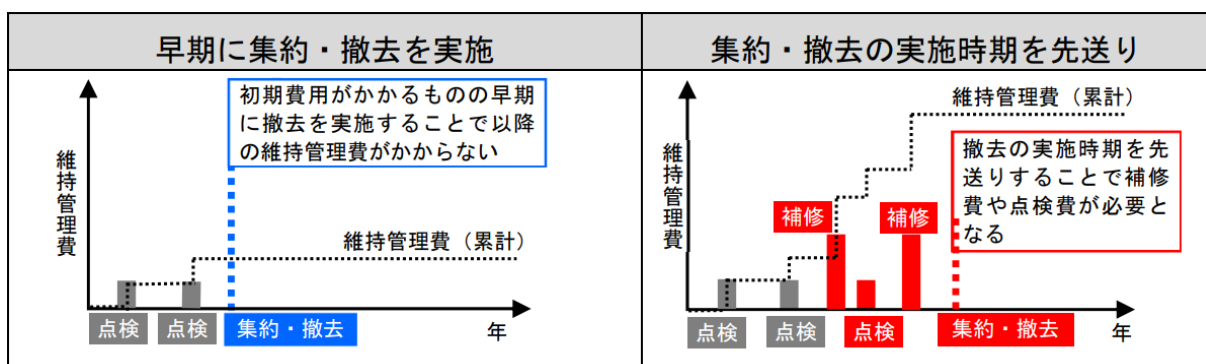 早期に集約・撤去を実施
維持管理費
初期費用がかかるものの早期
に撤去を実施することで以降
の維持管理費がかからない
維持管理費（累計）
点検
点検
集約・撤去
年
集約・撤去の実施時期を先送り
維持管理費
維持管理費（累計）
撤去の実施時期を先
送りすることで補修
費や点検費が必要と
なる
補修
補修
点検
点検
点検
集約・撤去
年